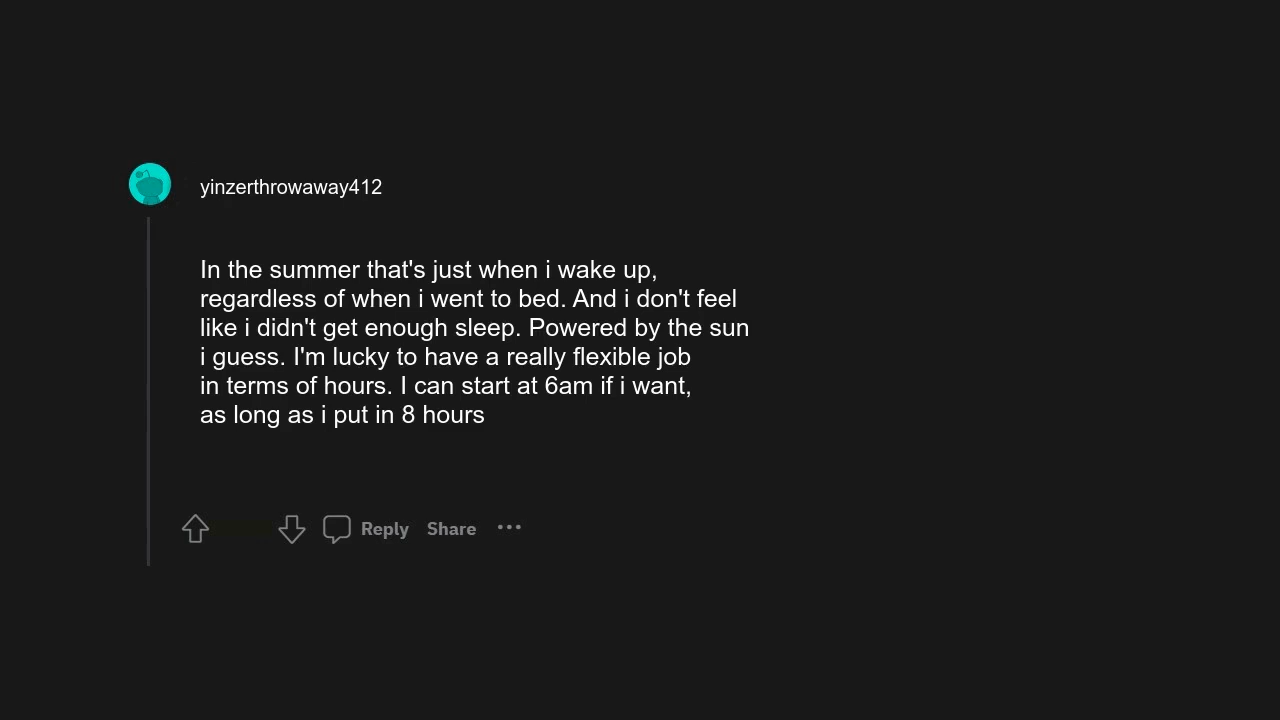 yinzerthrowaway412
In the summer that's just when i wake up,
regardless of when i went to bed. And i don't feel
like i didn't get enough sleep. Powered by the sun
i guess. I'm lucky to have a really flexible job
in terms of hours. I can start at 6am if i want,
as long as i put in 8 hours
Reply Share